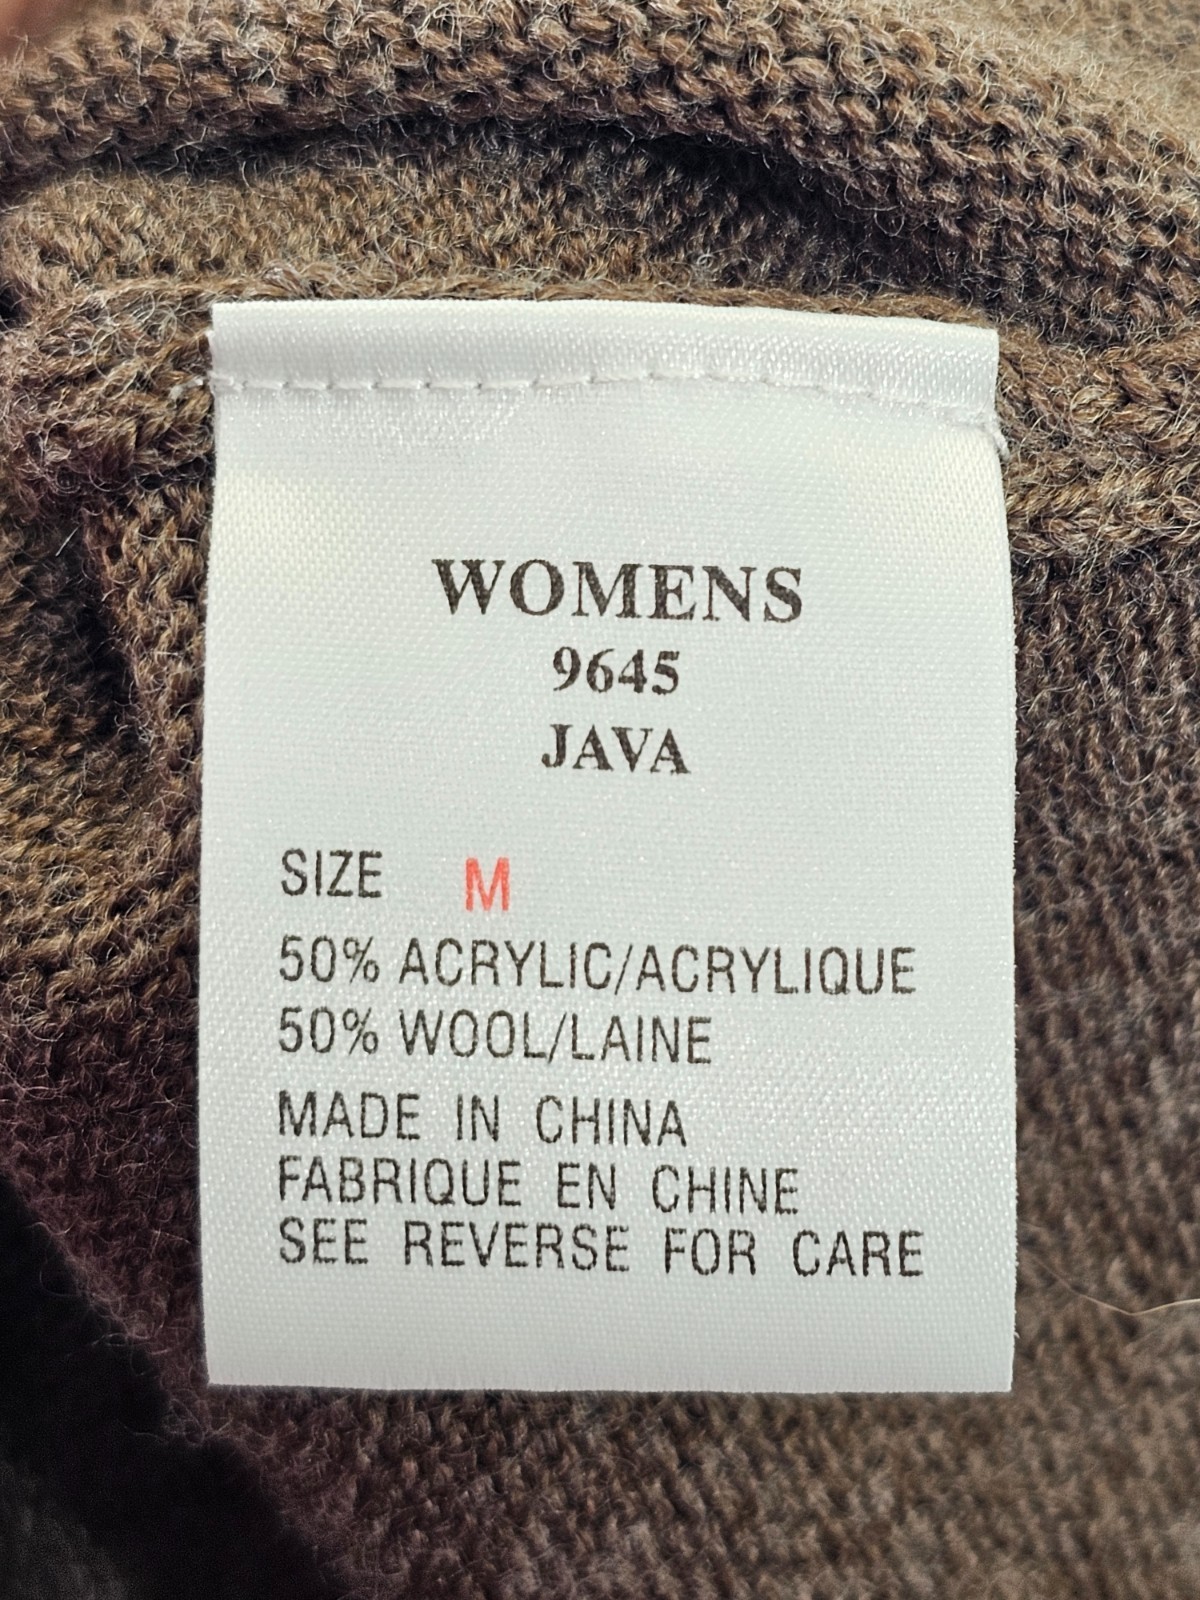 WOMENS
9645
JAVA
SIZE M
50% ACRYLIC/ACRYLIQUE
50% WOOL/LAINE
MADE IN CHINA
FABRIQUE EN CHINE
SEE REVERSE FOR CARE